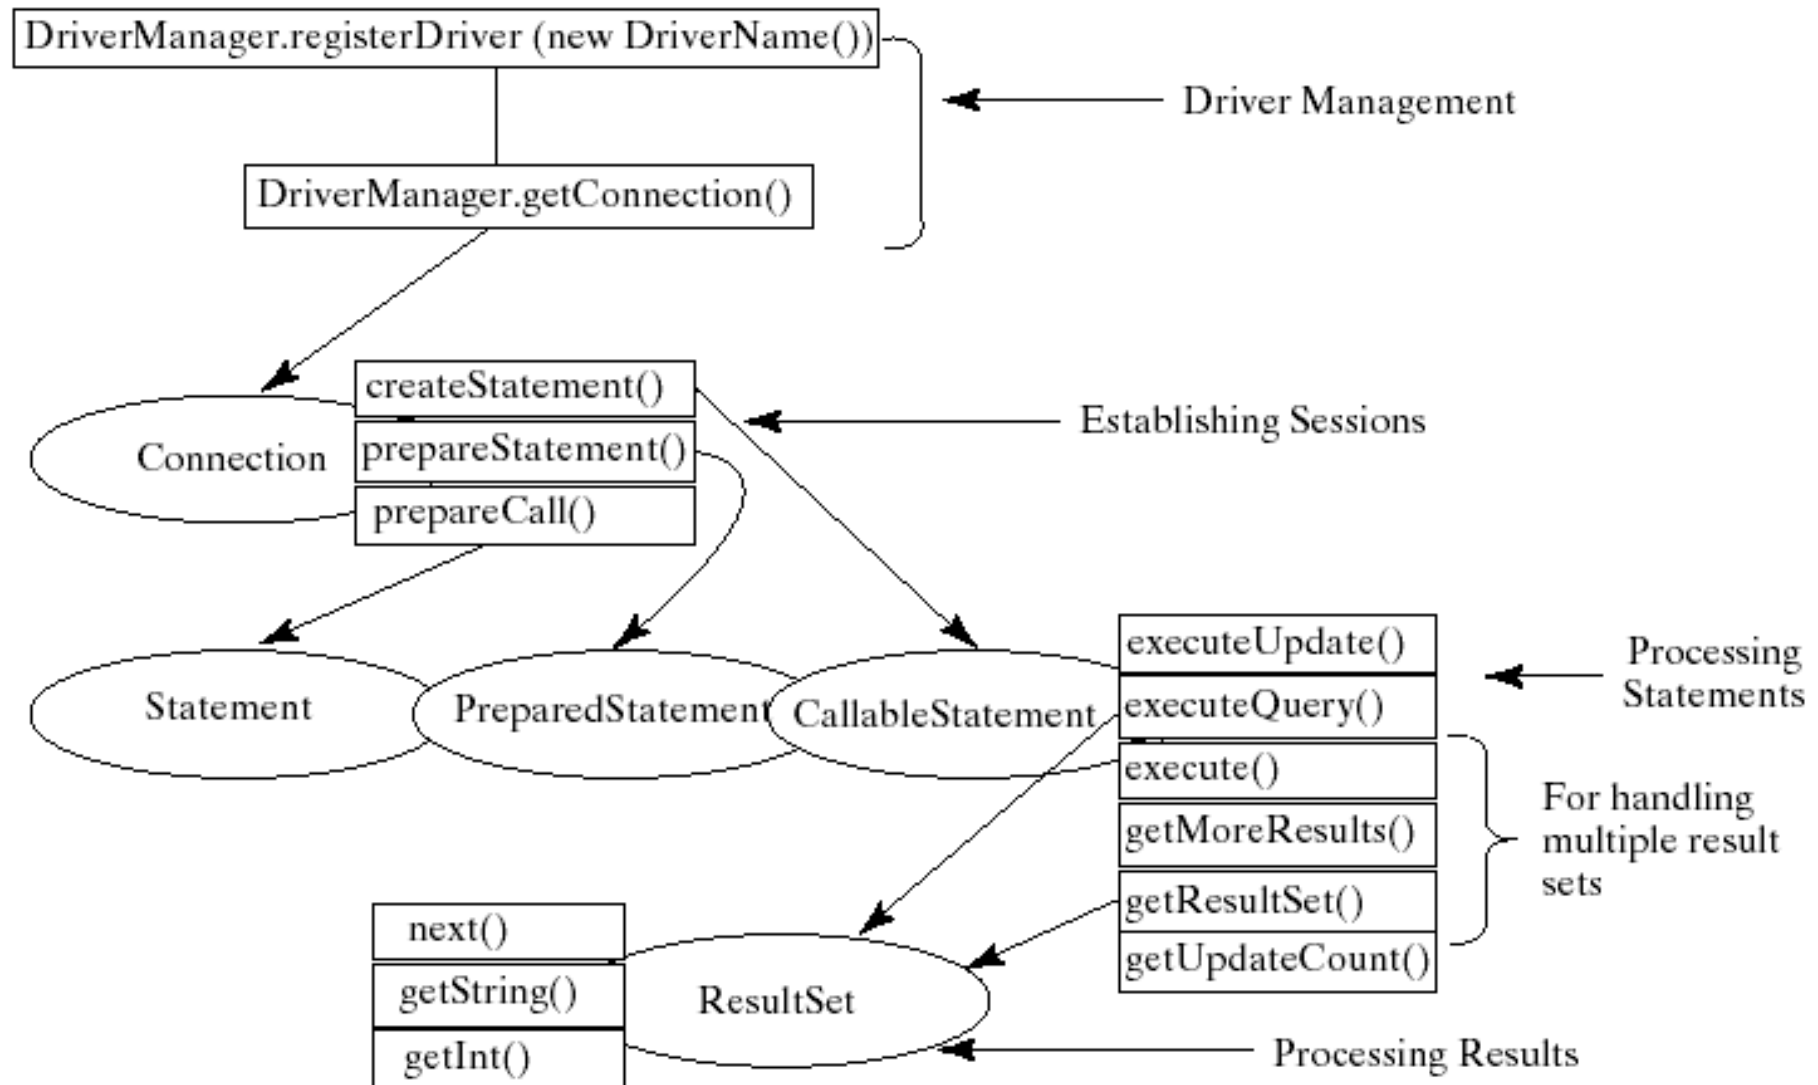 DriverManager.registerDriver (new DriverName())
Driver Management
DriverManager.getConnection()
createStatement()
Establishing Sessions
Connection
prepareStatement()
prepareCall()
executeUpdate()
Processing
Statements
Statement
PreparedStatement
CallableStatement
executeQuery()
execute()
For handling
multiple result
sets
getMoreResults()
getResultSet()
getUpdateCount()
next()
getString()
ResultSet
getInt()
Processing Results